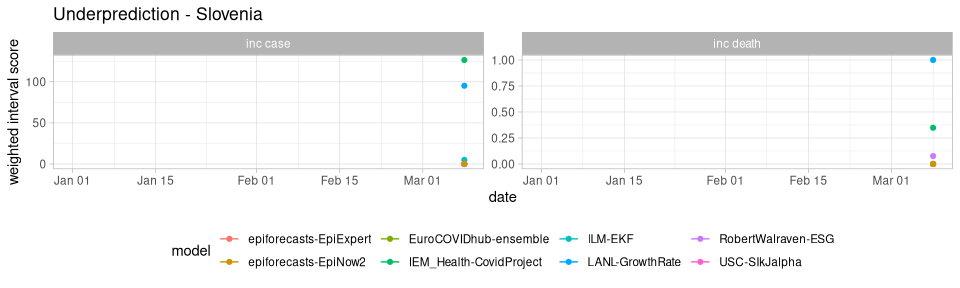 Underprediction - Slovenia
inc case
inc death
weighted interval score
100
50
0
1.00
0.75
0.50
0.25
0.00
Jan 01 Jan 15 Feb 01 Feb 15 Mar 01
Jan 01 Jan 15 Feb 01 Feb 15 Mar 01
date
model
epiforecasts-EpiExpert EuroCOVIDhub-ensemble ILM-EKF RobertWalraven-ESG
epiforecasts-EpiNow2 IEM_Health-CovidProject LANL-GrowthRate USC-SIkJalpha